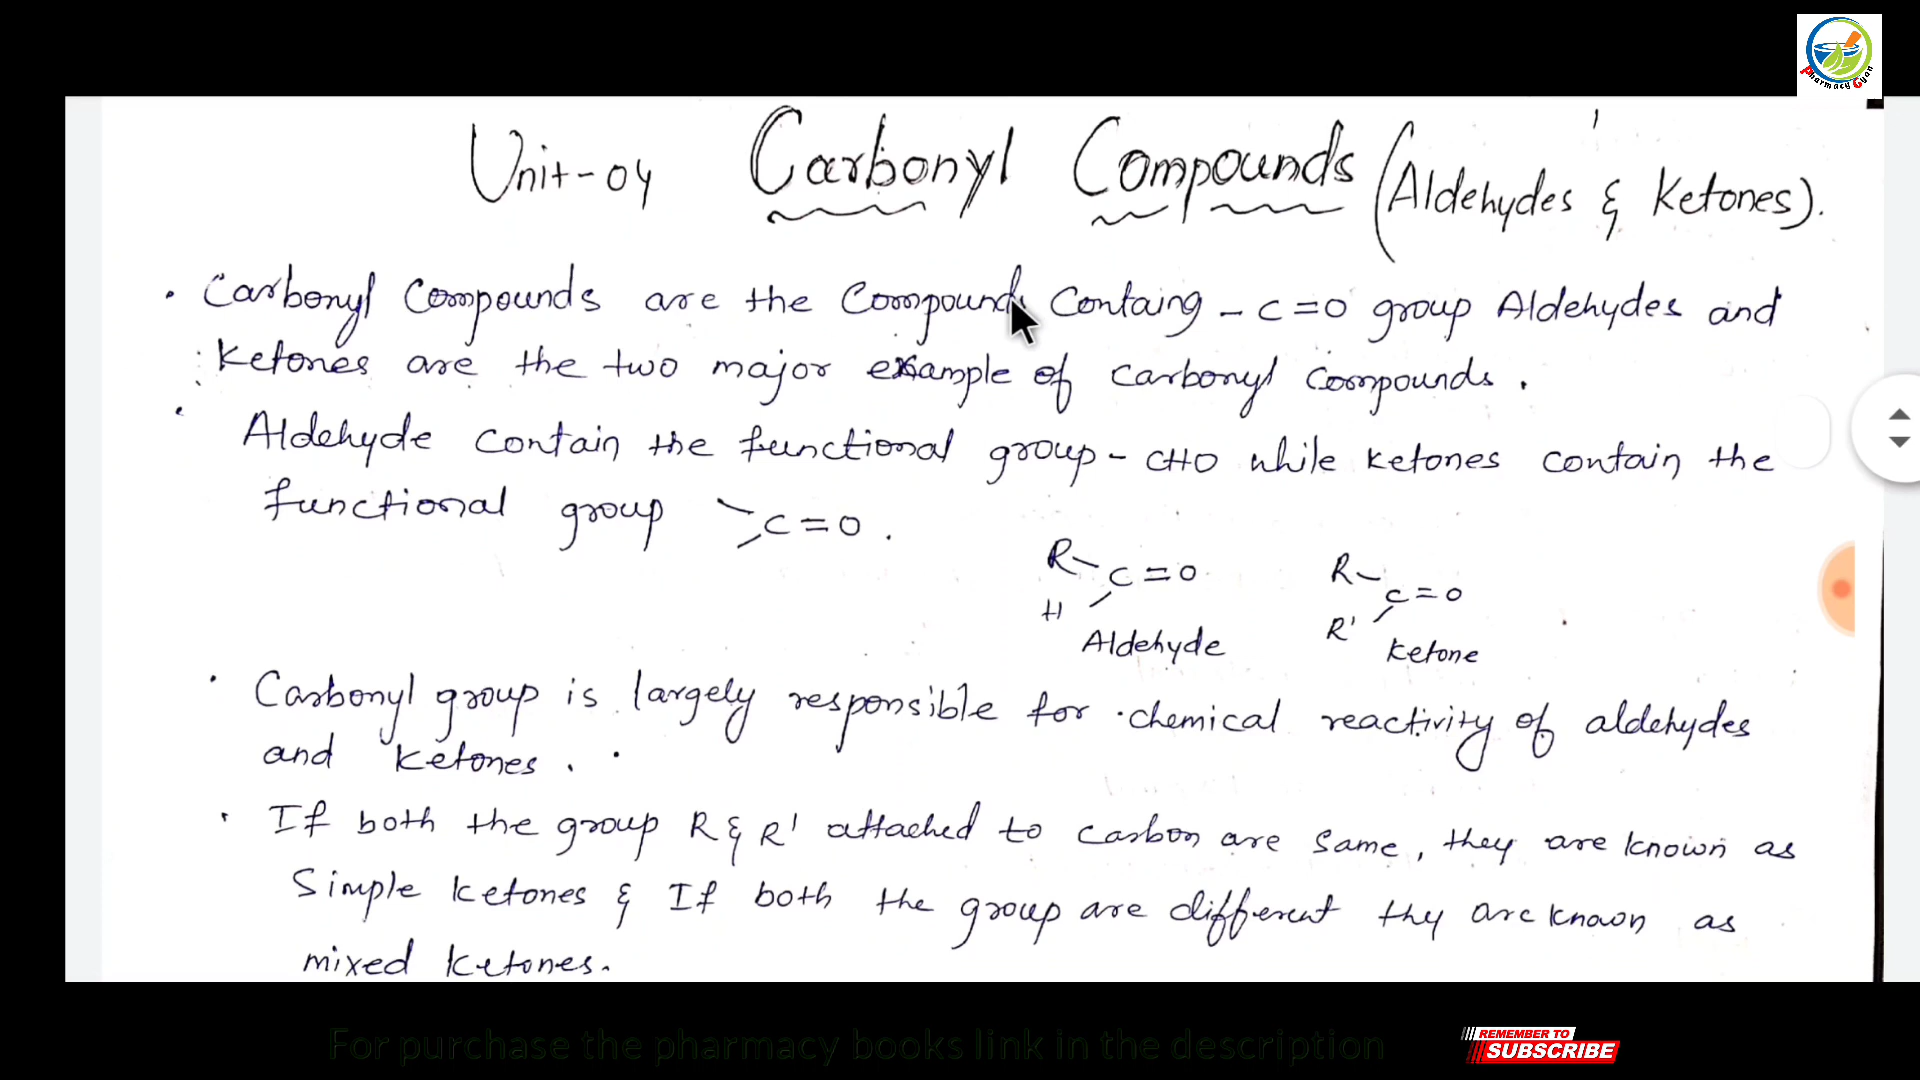 Pharmacy Gyan
Unit-04 Carbonyl Compounds (Aldehydes & Ketones).
• Carbonyl Compounds are the Compounds Containg - C=O group Aldehydes and
Ketones are the two major example of carbonyl compounds.
• Aldehyde contain the functional group - CHO while ketones contain the
functional group >C=O.
R C=O R C=O
H R'
Aldehyde Ketone
• Carbonyl group is largely responsible for chemical reactivity of aldehydes
and ketones.
• If both the group R & R' attached to carbon are same, they are known as
Simple ketones & If both the group are different thy are known as
mixed ketones.
For purchase the pharmacy books link in the description
REMEMBER TO
SUBSCRIBE